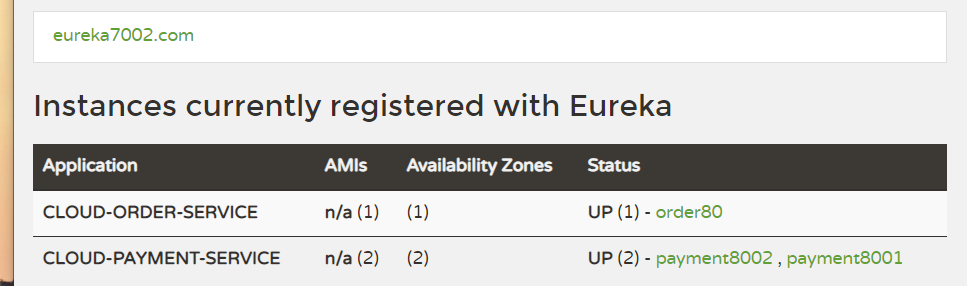 eureka7002.com
Instances currently registered with Eureka
Application AMIs Availability Zones Status
CLOUD-ORDER-SERVICE n/a (1) (1) UP (1) - order80
CLOUD-PAYMENT-SERVICE n/a (2) (2) UP (2) - payment8002 , payment8001